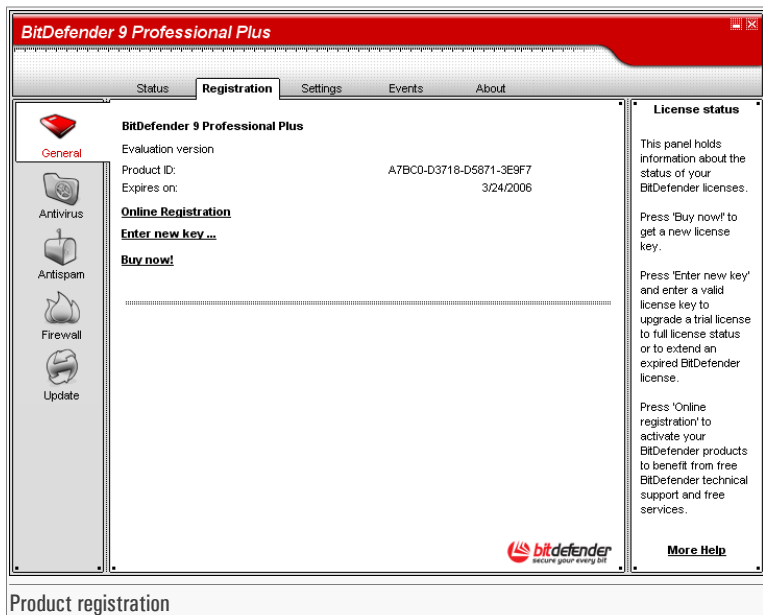 BitDefender 9 Professional Plus
Status Registration Settings Events About
General
Antivirus
Antispam
Firewall
Update
BitDefender 9 Professional Plus
Evaluation version
Product ID: A7BC0-D3718-D5871-3E9F7
Expires on: 3/24/2006
Online Registration
Enter new key ...
Buy now!
bitdefender
secure your every bit
License status
This panel holds
information about the
status of your
BitDefender licenses.
Press 'Buy now!' to
get a new license
key.
Press 'Enter new key'
and enter a valid
license key to
upgrade a trial license
to full license status
or to extend an
expired BitDefender
license.
Press 'Online
registration' to
activate your
BitDefender products
to benefit from free
BitDefender technical
support and free
services.
More Help
Product registration